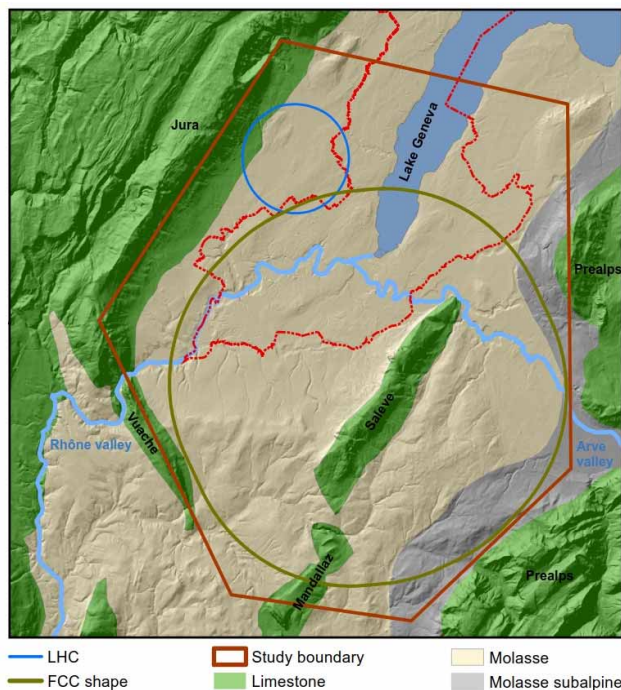 Jura
Lake Geneva
Prealps
Salève
Vuache
Rhône valley
Arve
valley
Mandallaz
Prealps
LHC
Study boundary
Molasse
FCC shape
Limestone
Molasse subalpine